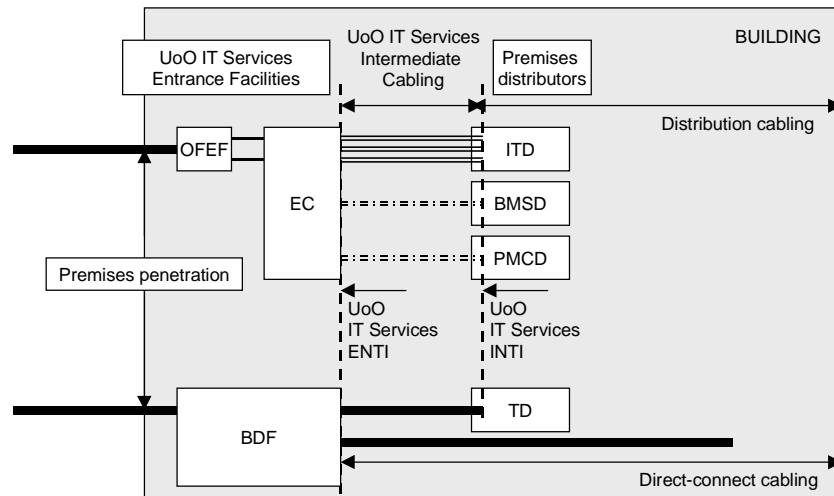 UoO IT Services
Entrance Facilities
UoO IT Services
Intermediate
Cabling
Premises
distributors
BUILDING
Distribution cabling
OFEF
EC
ITD
BMSD
PMCD
Premises penetration
UoO
IT Services
ENTI
UoO
IT Services
INTI
BDF
TD
Direct-connect cabling